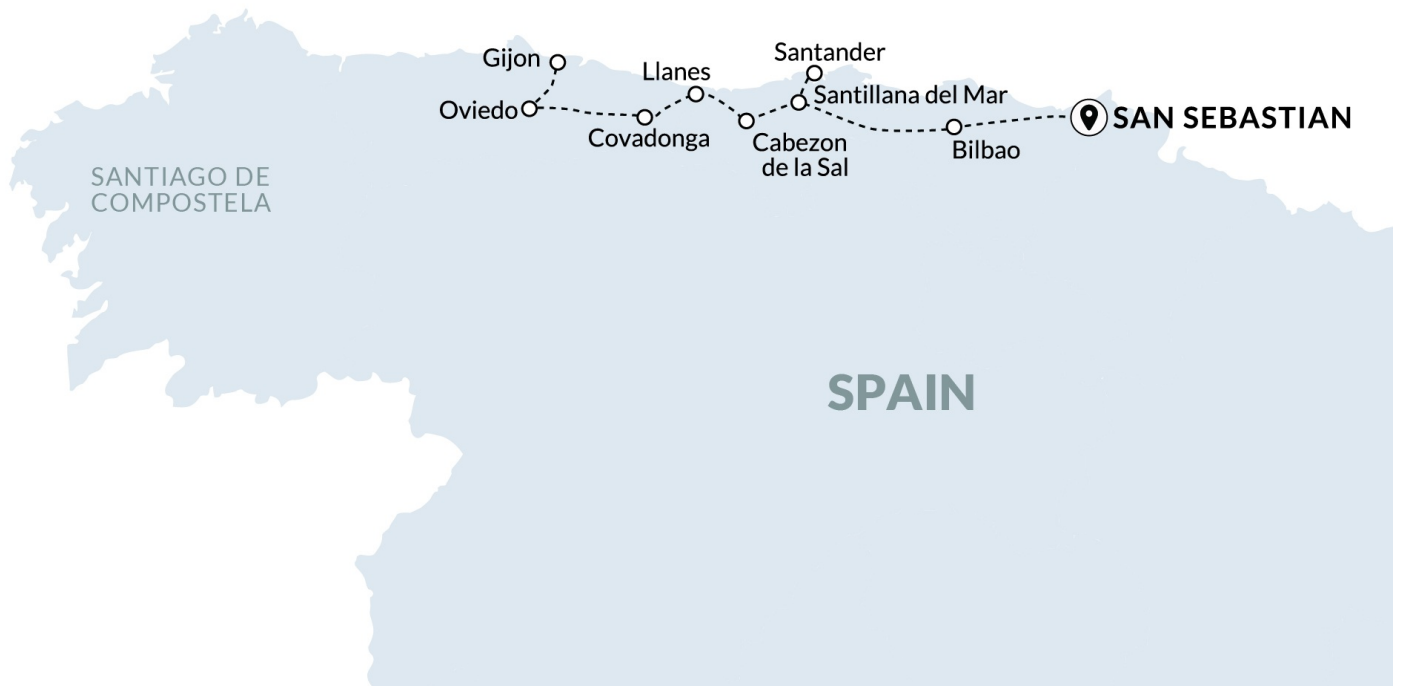 Santander
Gijon
Llanes
Santillana del Mar
Oviedo
SAN SEBASTIAN
Covadonga
Cabezon
de la Sal
Bilbao
SANTIAGO DE
COMPOSTELA
SPAIN